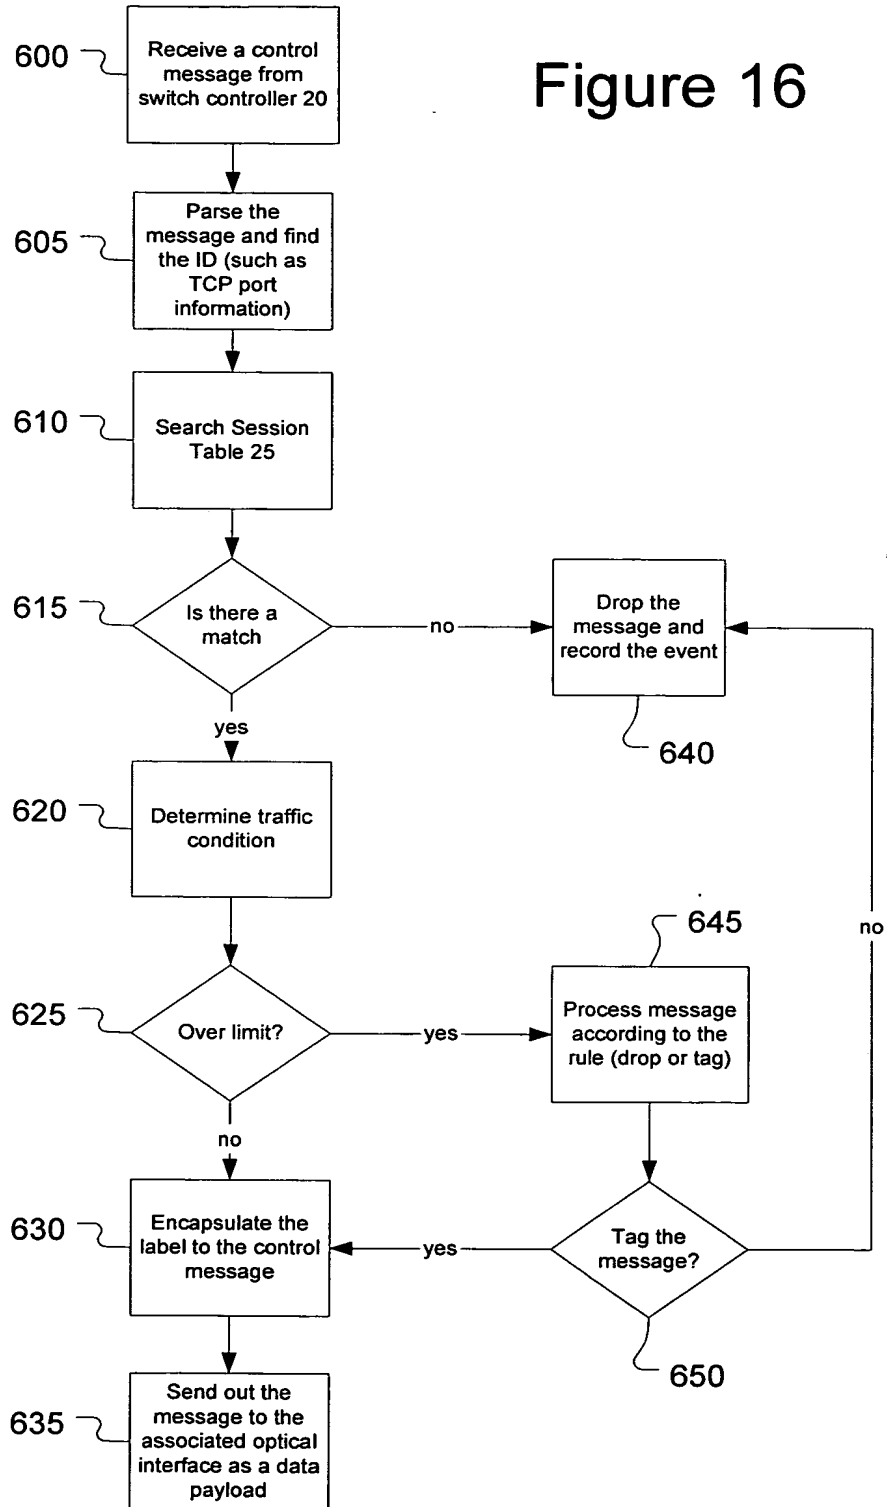 Figure 16
600
Receive a control
message from
switch controller 20
605
Parse the
message and find
the ID (such as
TCP port
information)
610
Search Session
Table 25
615
Is there a
match
no
Drop the
message and
record the event
640
yes
620
Determine traffic
condition
645
no
625
Over limit?
yes
Process message
according to the
rule (drop or tag)
no
630
Encapsulate the
label to the control
message
yes
Tag the
message?
650
635
Send out the
message to the
associated optical
interface as a data
payload